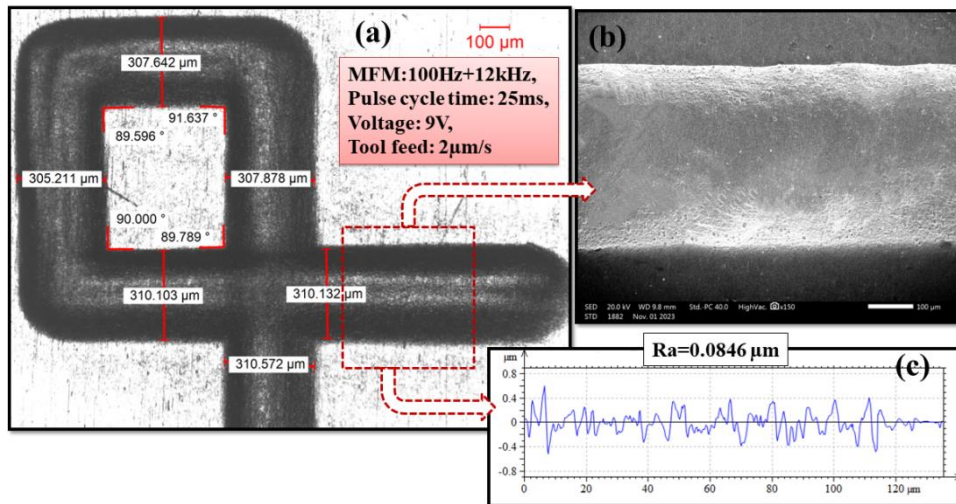 (a)
100 µm
307.642 µm
MFM:100Hz+12kHz,
Pulse cycle time: 25ms,
Voltage: 9V,
Tool feed: 2µm/s
91.637 °
89.596 °
305.211 µm
307.878 µm
90.000 °
89.789 °
310.103 µm
310.132 µm
310.572 µm
(b)
SED 20.0 kV WD 9.8 mm Std.-PC 40.0 HighVac. x150 100 µm
STD 1882 Nov. 01 2023
Ra=0.0846 µm
(c)
µm
0.8
0.4
0
-0.4
-0.8
0 20 40 60 80 100 120 µm